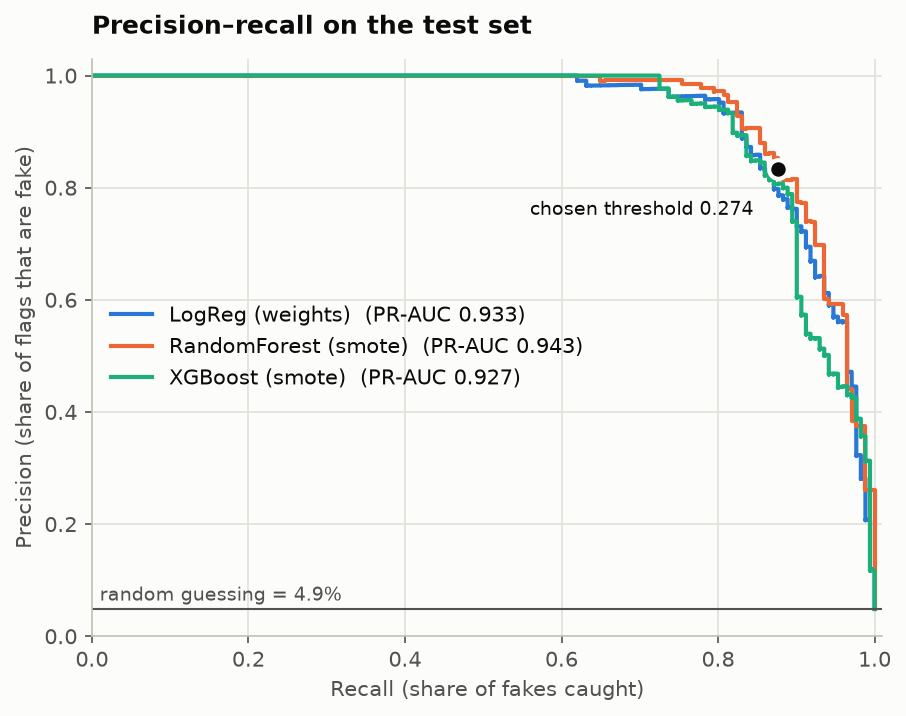 Precision–recall on the test set
Precision (share of flags that are fake)
1.0
0.8
0.6
0.4
0.2
0.0
chosen threshold 0.274
LogReg (weights)  (PR-AUC 0.933)
RandomForest (smote)  (PR-AUC 0.943)
XGBoost (smote)  (PR-AUC 0.927)
random guessing = 4.9%
0.0 0.2 0.4 0.6 0.8 1.0
Recall (share of fakes caught)